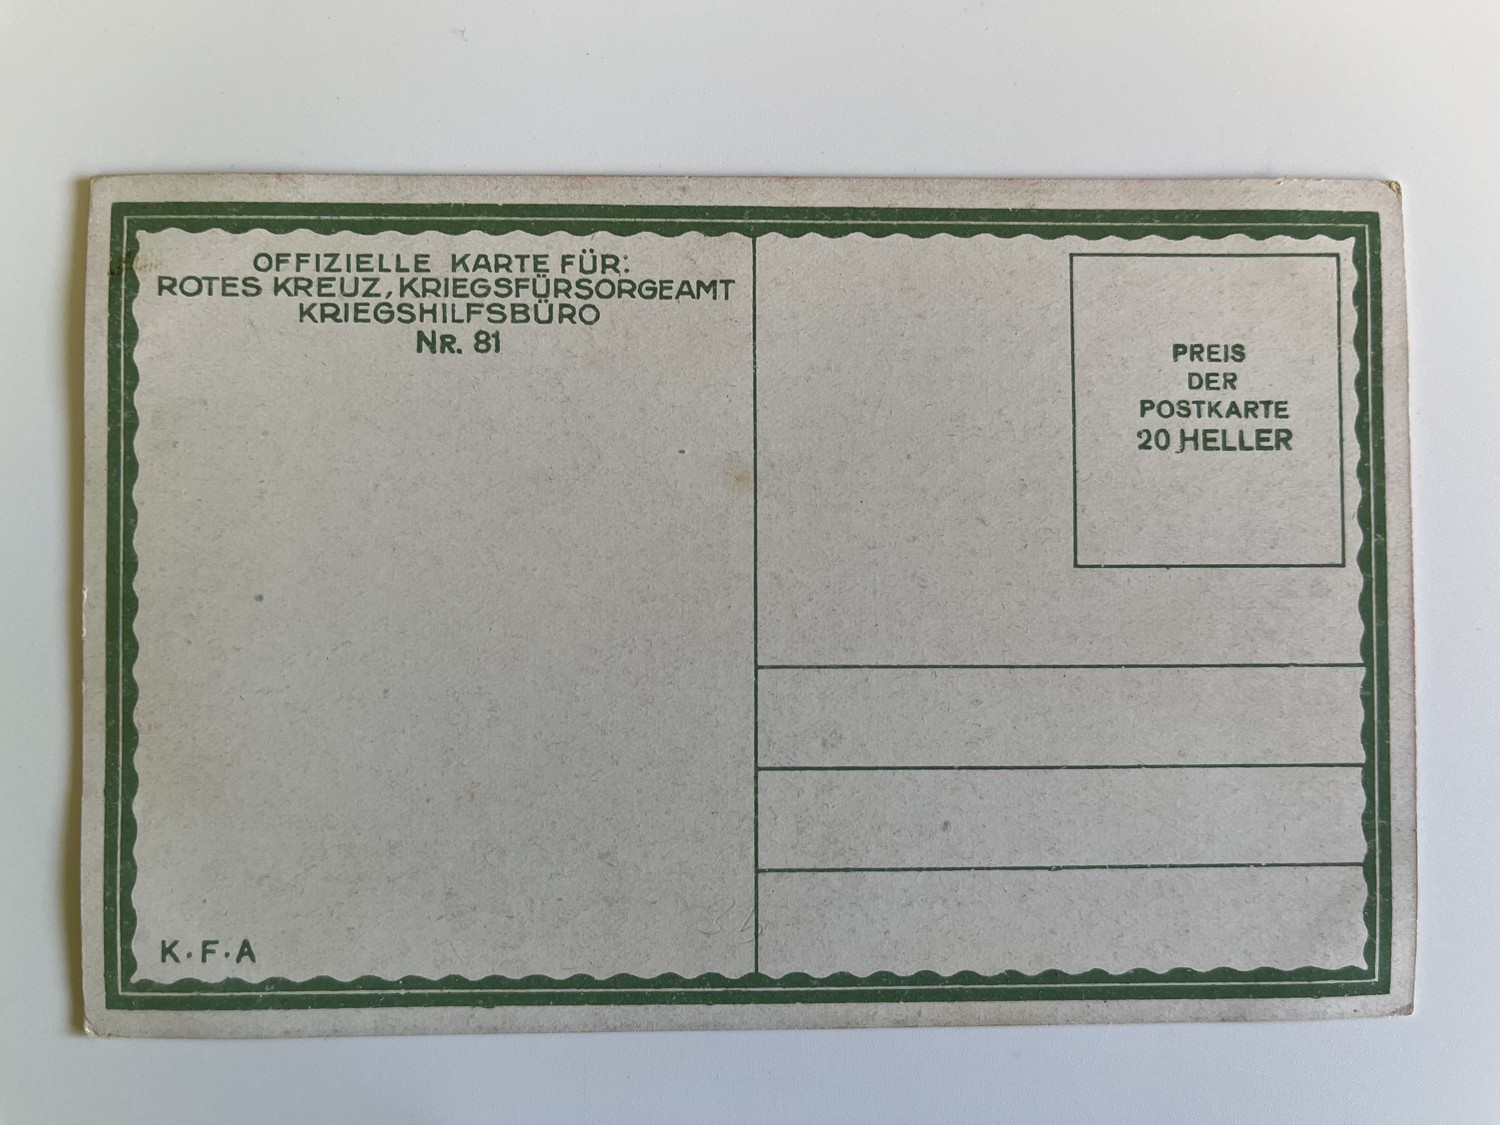 OFFIZIELLE KARTE FÜR:
ROTES KREUZ, KRIEGSFÜRSORGEAMT
KRIEGSHILFSBÜRO
NR. 81
PREIS
DER
POSTKARTE
20 HELLER
K.F.A